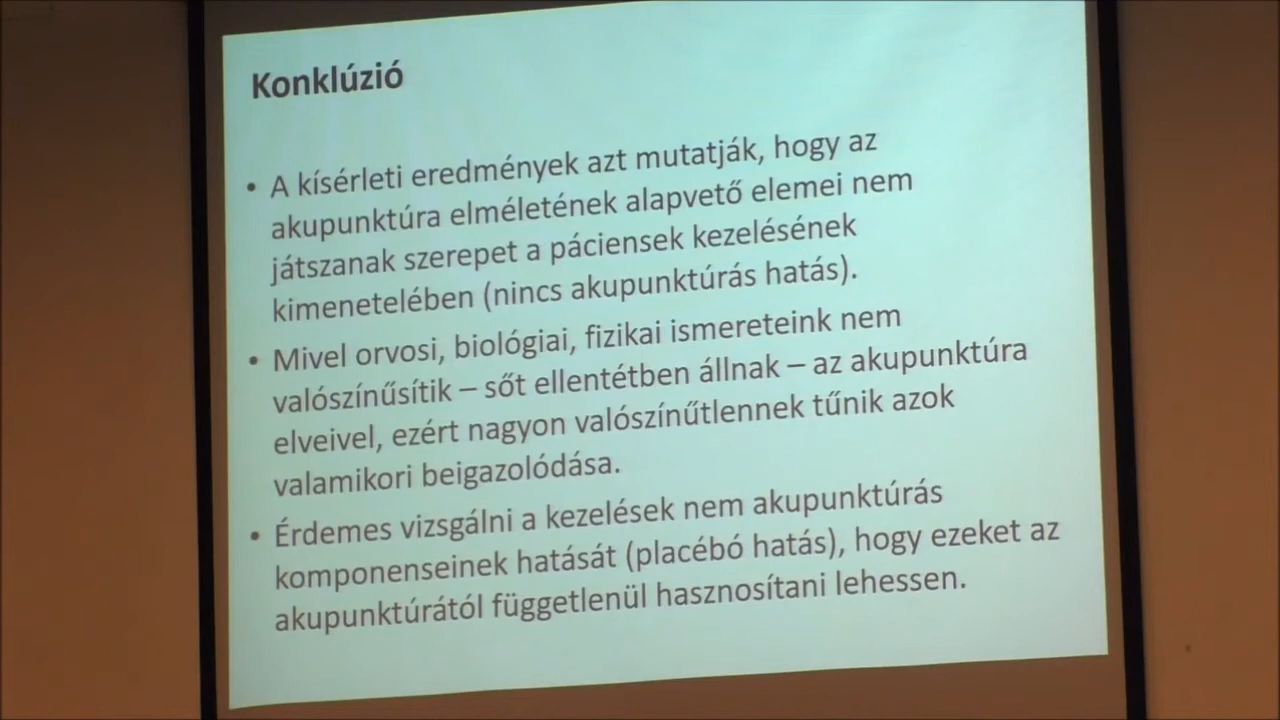 Konklúzió
• A kísérleti eredmények azt mutatják, hogy az
akupunktúra elméletének alapvető elemei nem
játszanak szerepet a páciensek kezelésének
kimenetelében (nincs akupunktúrás hatás).
• Mivel orvosi, biológiai, fizikai ismereteink nem
valószínűsítik – sőt ellentétben állnak – az akupunktúra
elveivel, ezért nagyon valószínűtlennek tűnik azok
valamikori beigazolódása.
• Érdemes vizsgálni a kezelések nem akupunktúrás
komponenseinek hatását (placébó hatás), hogy ezeket az
akupunktúrától függetlenül hasznosítani lehessen.